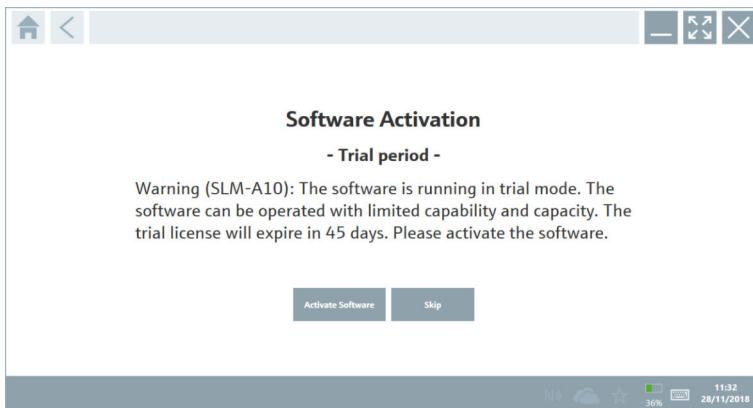 Software Activation
- Trial period -
Warning (SLM-A10): The software is running in trial mode. The
software can be operated with limited capability and capacity. The
trial license will expire in 45 days. Please activate the software.
Activate Software Skip
36%
11:32
28/11/2018